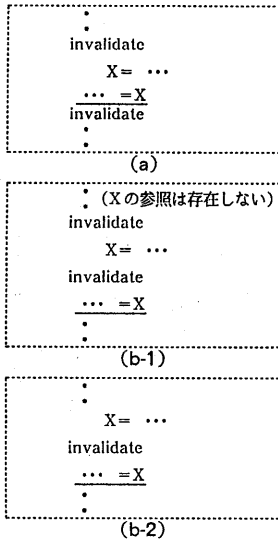 :
invalidate
X= …
… =X
invalidate
:
(a)
: (Xの参照は存在しない)
invalidate
X= …
invalidate
… =X
:
(b-1)
:
X= …
invalidate
… =X
:
(b-2)